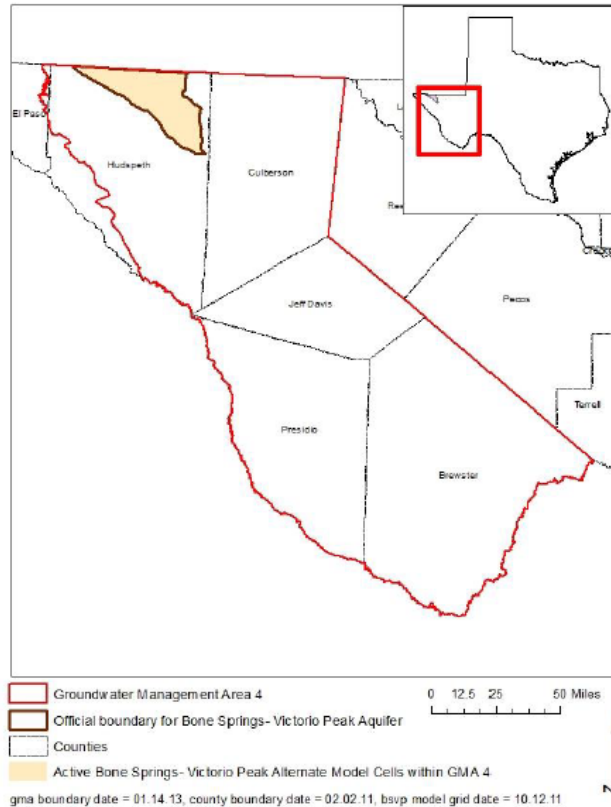 El Paso
Hudspeth
Culberson
Jeff Davis
Pecos
Terrell
Presidio
Brewster
Groundwater Management Area 4
0 12.5 25 50 Miles
Official boundary for Bone Springs- Victorio Peak Aquifer
Counties
Active Bone Springs- Victorio Peak Alternate Model Cells within GMA 4
gma boundary date = 01.14.13, county boundary date = 02.02.11, bsvp model grid date = 10.12.11